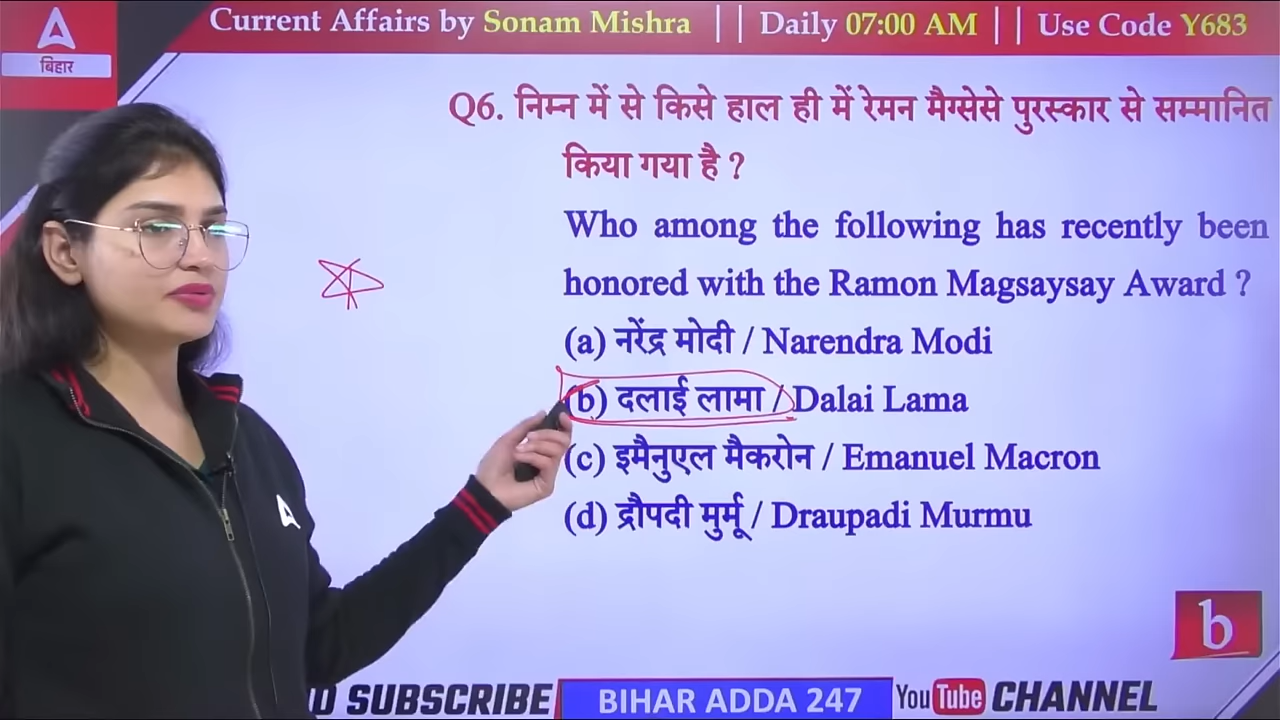 Current Affairs by Sonam Mishra || Daily 07:00 AM || Use Code Y683
बिहार
Q6. निम्न में से किसे हाल ही में रेमन मैग्सेसे पुरस्कार से सम्मानित
किया गया है ?
Who among the following has recently been
honored with the Ramon Magsaysay Award ?
(a) नरेंद्र मोदी / Narendra Modi
(b) दलाई लामा / Dalai Lama
(c) इमैनुएल मैकरोन / Emanuel Macron
(d) द्रौपदी मुर्मू / Draupadi Murmu
b
SUBSCRIBE BIHAR ADDA 247 YouTube CHANNEL